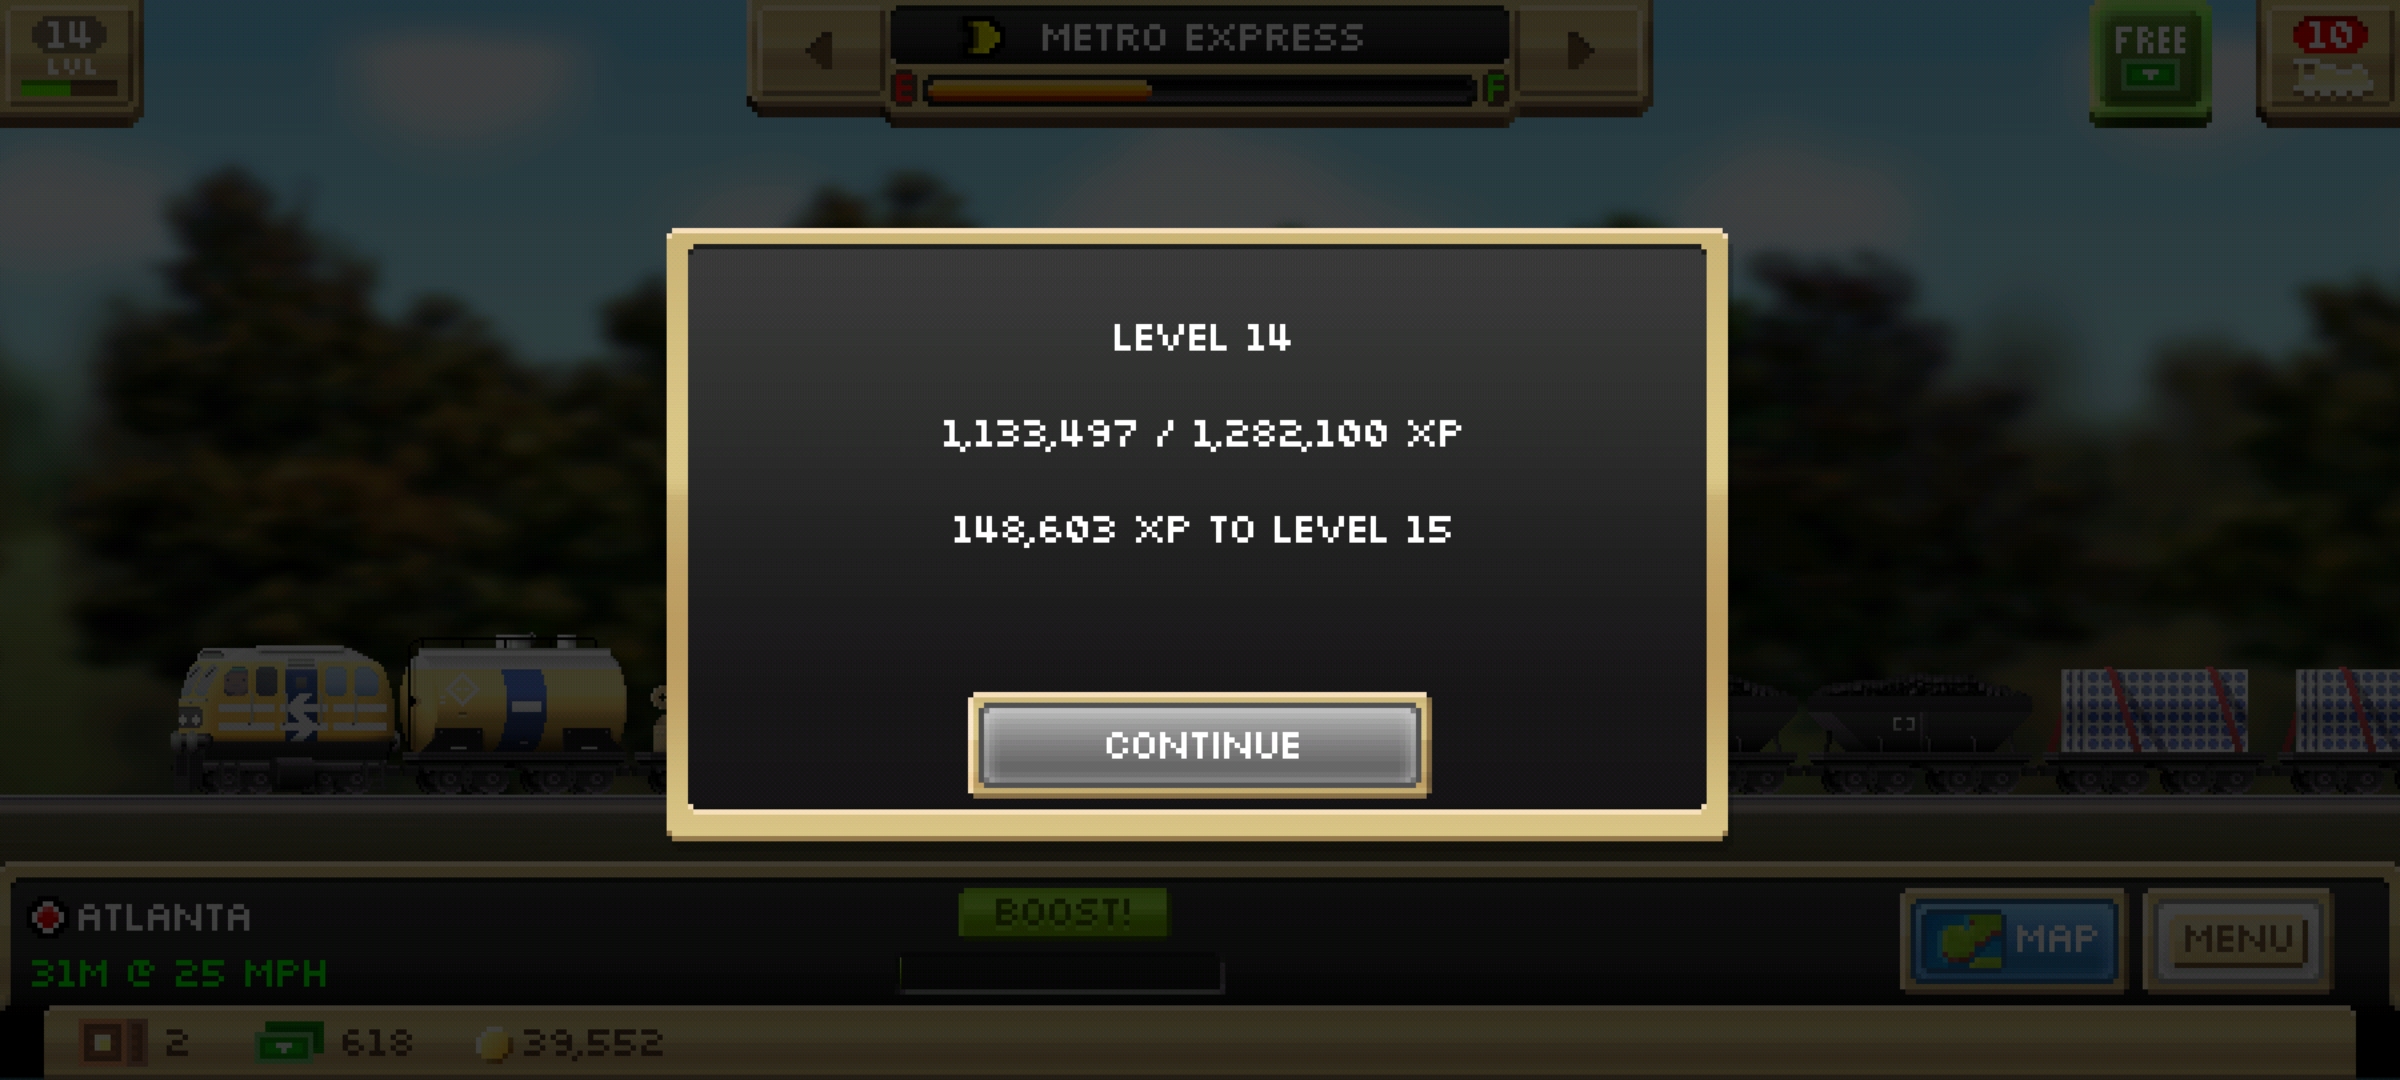 14
LVL
METRO EXPRESS
E F
FREE
10
LEVEL 14
1,133,497 / 1,282,100 XP
148,603 XP TO LEVEL 15
CONTINUE
ATLANTA
31M @ 25 MPH
BOOST!
MAP
MENU
2 618 39,552